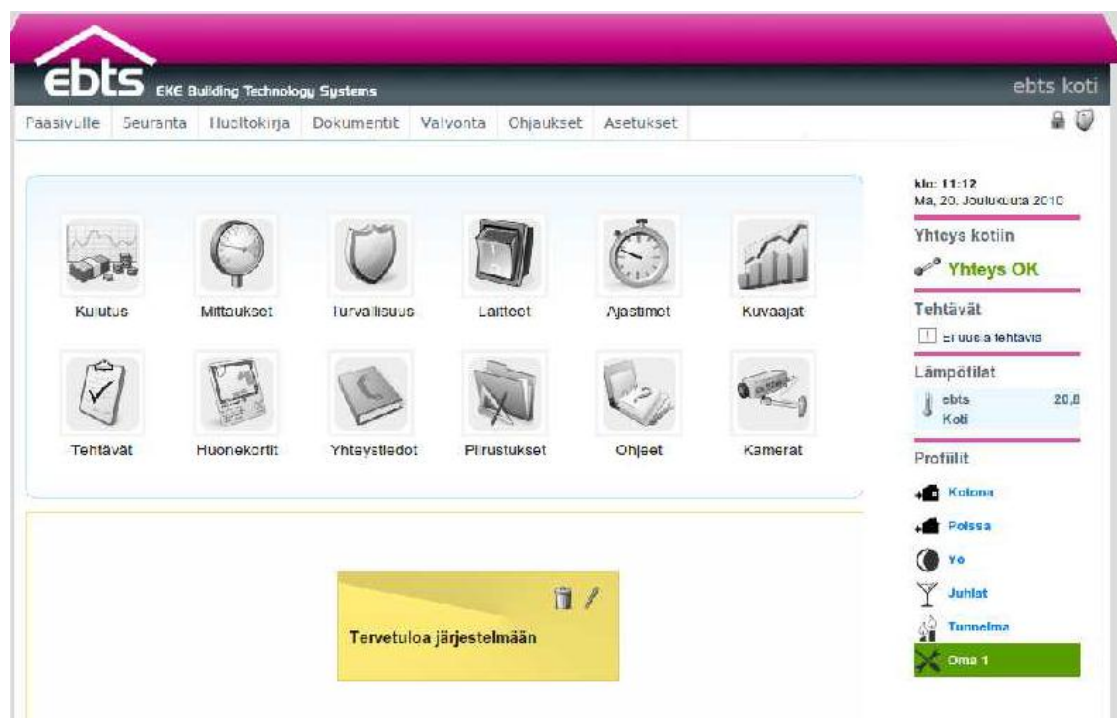 ebts EKE Building Technology Systems
ebts koti
Pääsivulle Seuranta Huoltokirja Dokumentit Valvonta Ohjaukset Asetukset
klo: 11:12
Ma, 20. Joulukuuta 2010
Yhteys kotiin
Yhteys OK
Tehtävät
Ei uusia tehtäviä
Lämpötilat
ebts 20,8
Koti
Profiilit
Kotona
Poissa
Yö
Juhlat
Tunnelma
Oma 1
Kulutus Mittaukset Turvallisuus Laitteet Ajastimet Kuvaajat
Tehtävät Huonekortit Yhteystiedot Piirustukset Ohjeet Kamerat
Tervetuloa järjestelmään